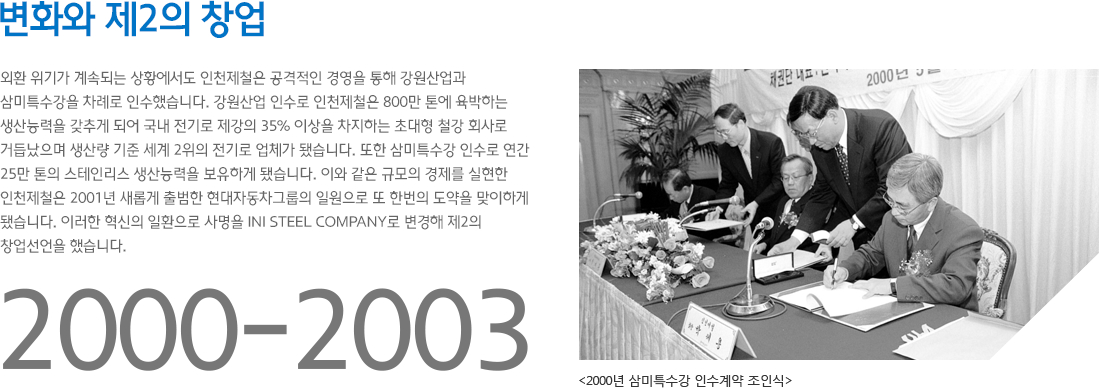 변화와 제2의 창업
외환 위기가 계속되는 상황에서도 인천제철은 공격적인 경영을 통해 강원산업과
삼미특수강을 차례로 인수했습니다. 강원산업 인수로 인천제철은 800만 톤에 육박하는
생산능력을 갖추게 되어 국내 전기로 제강의 35% 이상을 차지하는 초대형 철강 회사로
거듭났으며 생산량 기준 세계 2위의 전기로 업체가 됐습니다. 또한 삼미특수강 인수로 연간
25만 톤의 스테인리스 생산능력을 보유하게 됐습니다. 이와 같은 규모의 경제를 실현한
인천제철은 2001년 새롭게 출범한 현대자동차그룹의 일원으로 또 한번의 도약을 맞이하게
됐습니다. 이러한 혁신의 일환으로 사명을 INI STEEL COMPANY로 변경해 제2의
창업선언을 했습니다.
2000-2003
채권단 대표
2000년
<2000년 삼미특수강 인수계약 조인식>